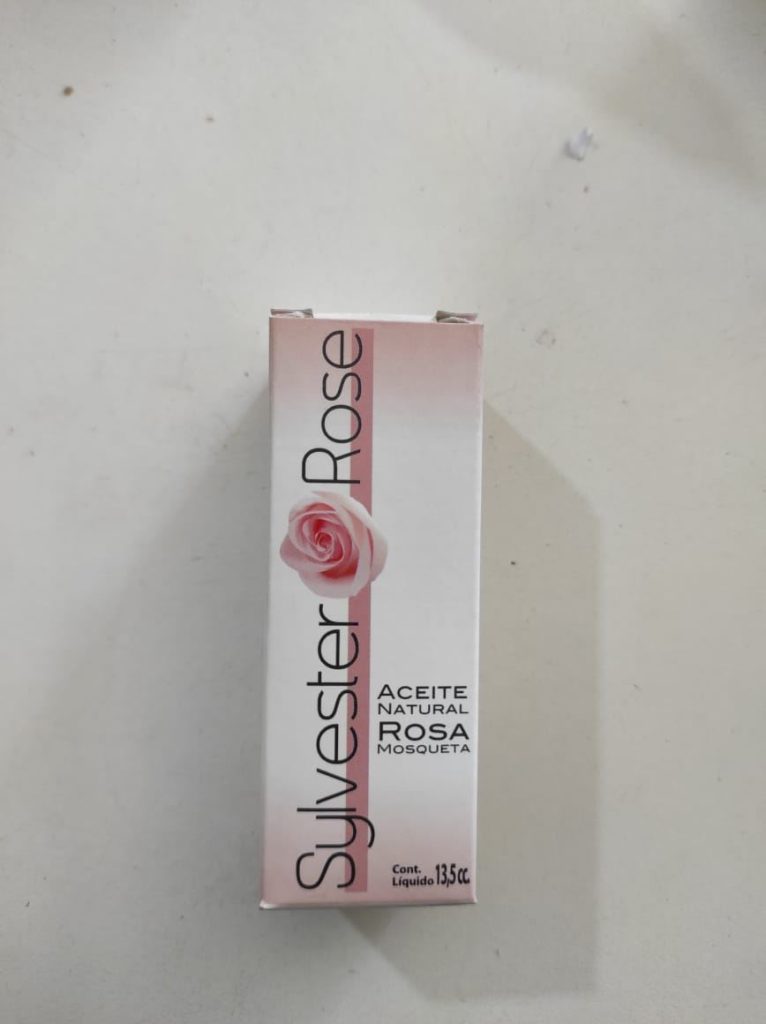 Sylvester Rose
ACEITE
NATURAL
ROSA
MOSQUETA
Cont.
Líquido 13,5 cc.